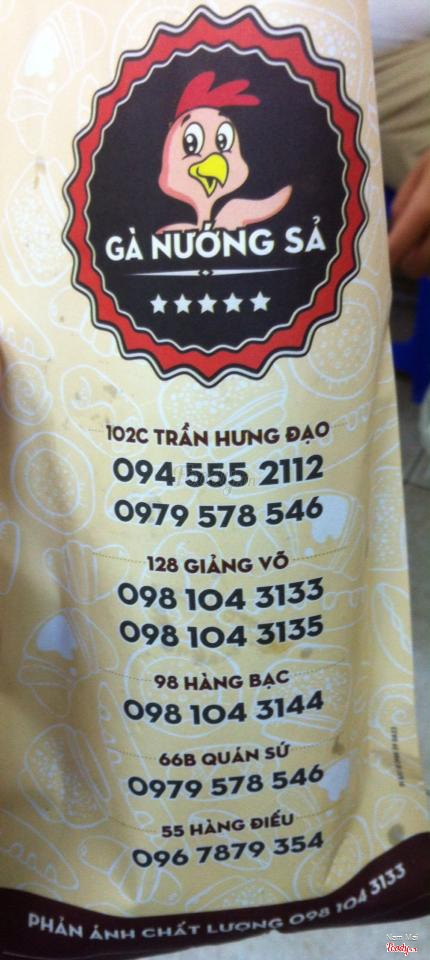 GÀ NƯỚNG SẢ
102C TRẦN HƯNG ĐẠO
094 555 2112
0979 578 546
128 GIẢNG VÕ
098 104 3133
098 104 3135
98 HÀNG BẠC
098 104 3144
66B QUÁN SỨ
0979 578 546
55 HÀNG ĐIẾU
096 7879 354
PHẢN ÁNH CHẤT LƯỢNG 098 104 3133